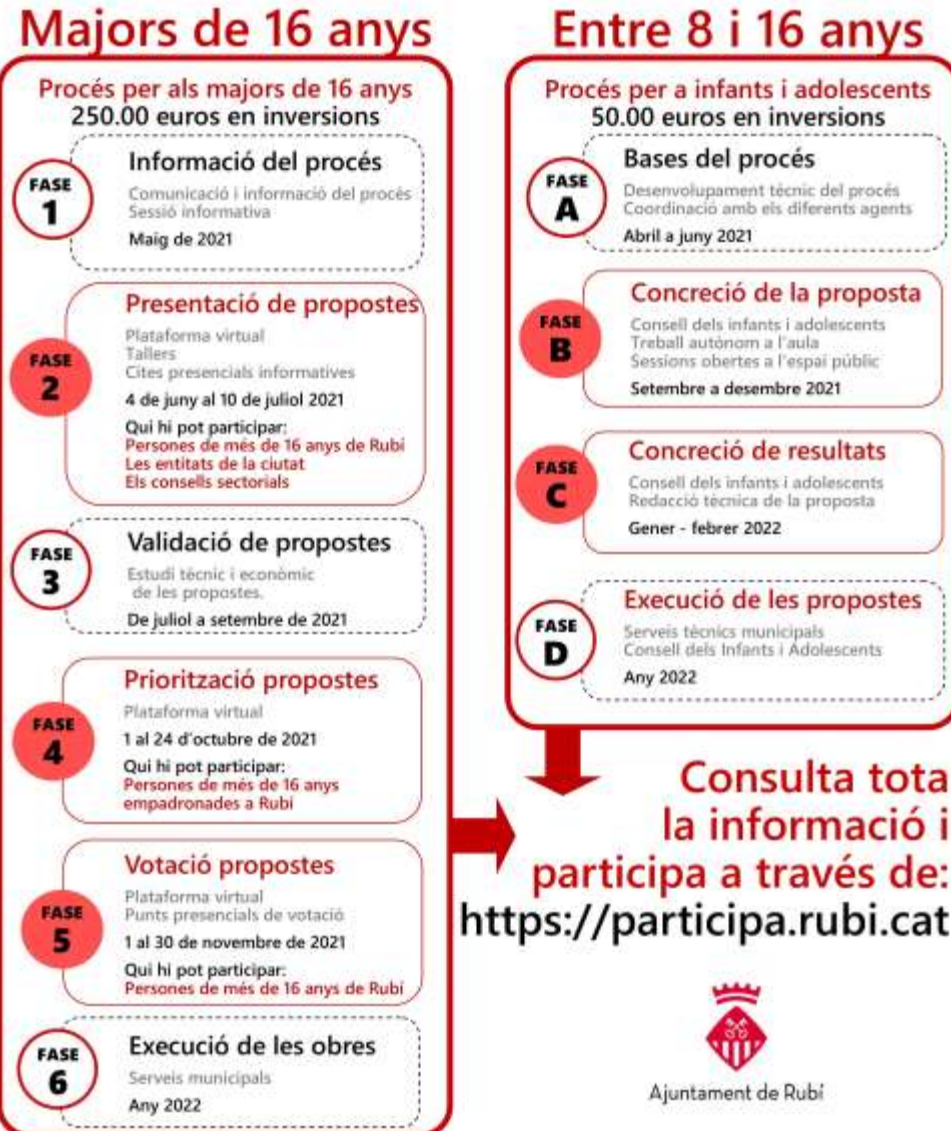 Majors de 16 anys
Procés per als majors de 16 anys
250.00 euros en inversions
FASE
1
Informació del procés
Comunicació i informació del procés
Sessió informativa
Maig de 2021
FASE
2
Presentació de propostes
Plataforma virtual
Tallers
Cites presencials informatives
4 de juny al 10 de juliol 2021
Qui hi pot participar:
Persones de més de 16 anys de Rubí
Les entitats de la ciutat
Els consells sectorials
FASE
3
Validació de propostes
Estudi tècnic i econòmic
de les propostes.
De juliol a setembre de 2021
FASE
4
Priorització propostes
Plataforma virtual
1 al 24 d'octubre de 2021
Qui hi pot participar:
Persones de més de 16 anys
empadronades a Rubí
FASE
5
Votació propostes
Plataforma virtual
Punts presencials de votació
1 al 30 de novembre de 2021
Qui hi pot participar:
Persones de més de 16 anys de Rubí
FASE
6
Execució de les obres
Serveis municipals
Any 2022
Entre 8 i 16 anys
Procés per a infants i adolescents
50.00 euros en inversions
FASE
A
Bases del procés
Desenvolupament tècnic del procés
Coordinació amb els diferents agents
Abril a juny 2021
FASE
B
Concreció de la proposta
Consell dels infants i adolescents
Treball autònom a l'aula
Sessions obertes a l'espai públic
Setembre a desembre 2021
FASE
C
Concreció de resultats
Consell dels infants i adolescents
Redacció tècnica de la proposta
Gener - febrer 2022
FASE
D
Execució de les propostes
Serveis tècnics municipals
Consell dels Infants i Adolescents
Any 2022
Consulta tota
la informació i
participa a través de:
https://participa.rubi.cat
Ajuntament de Rubí